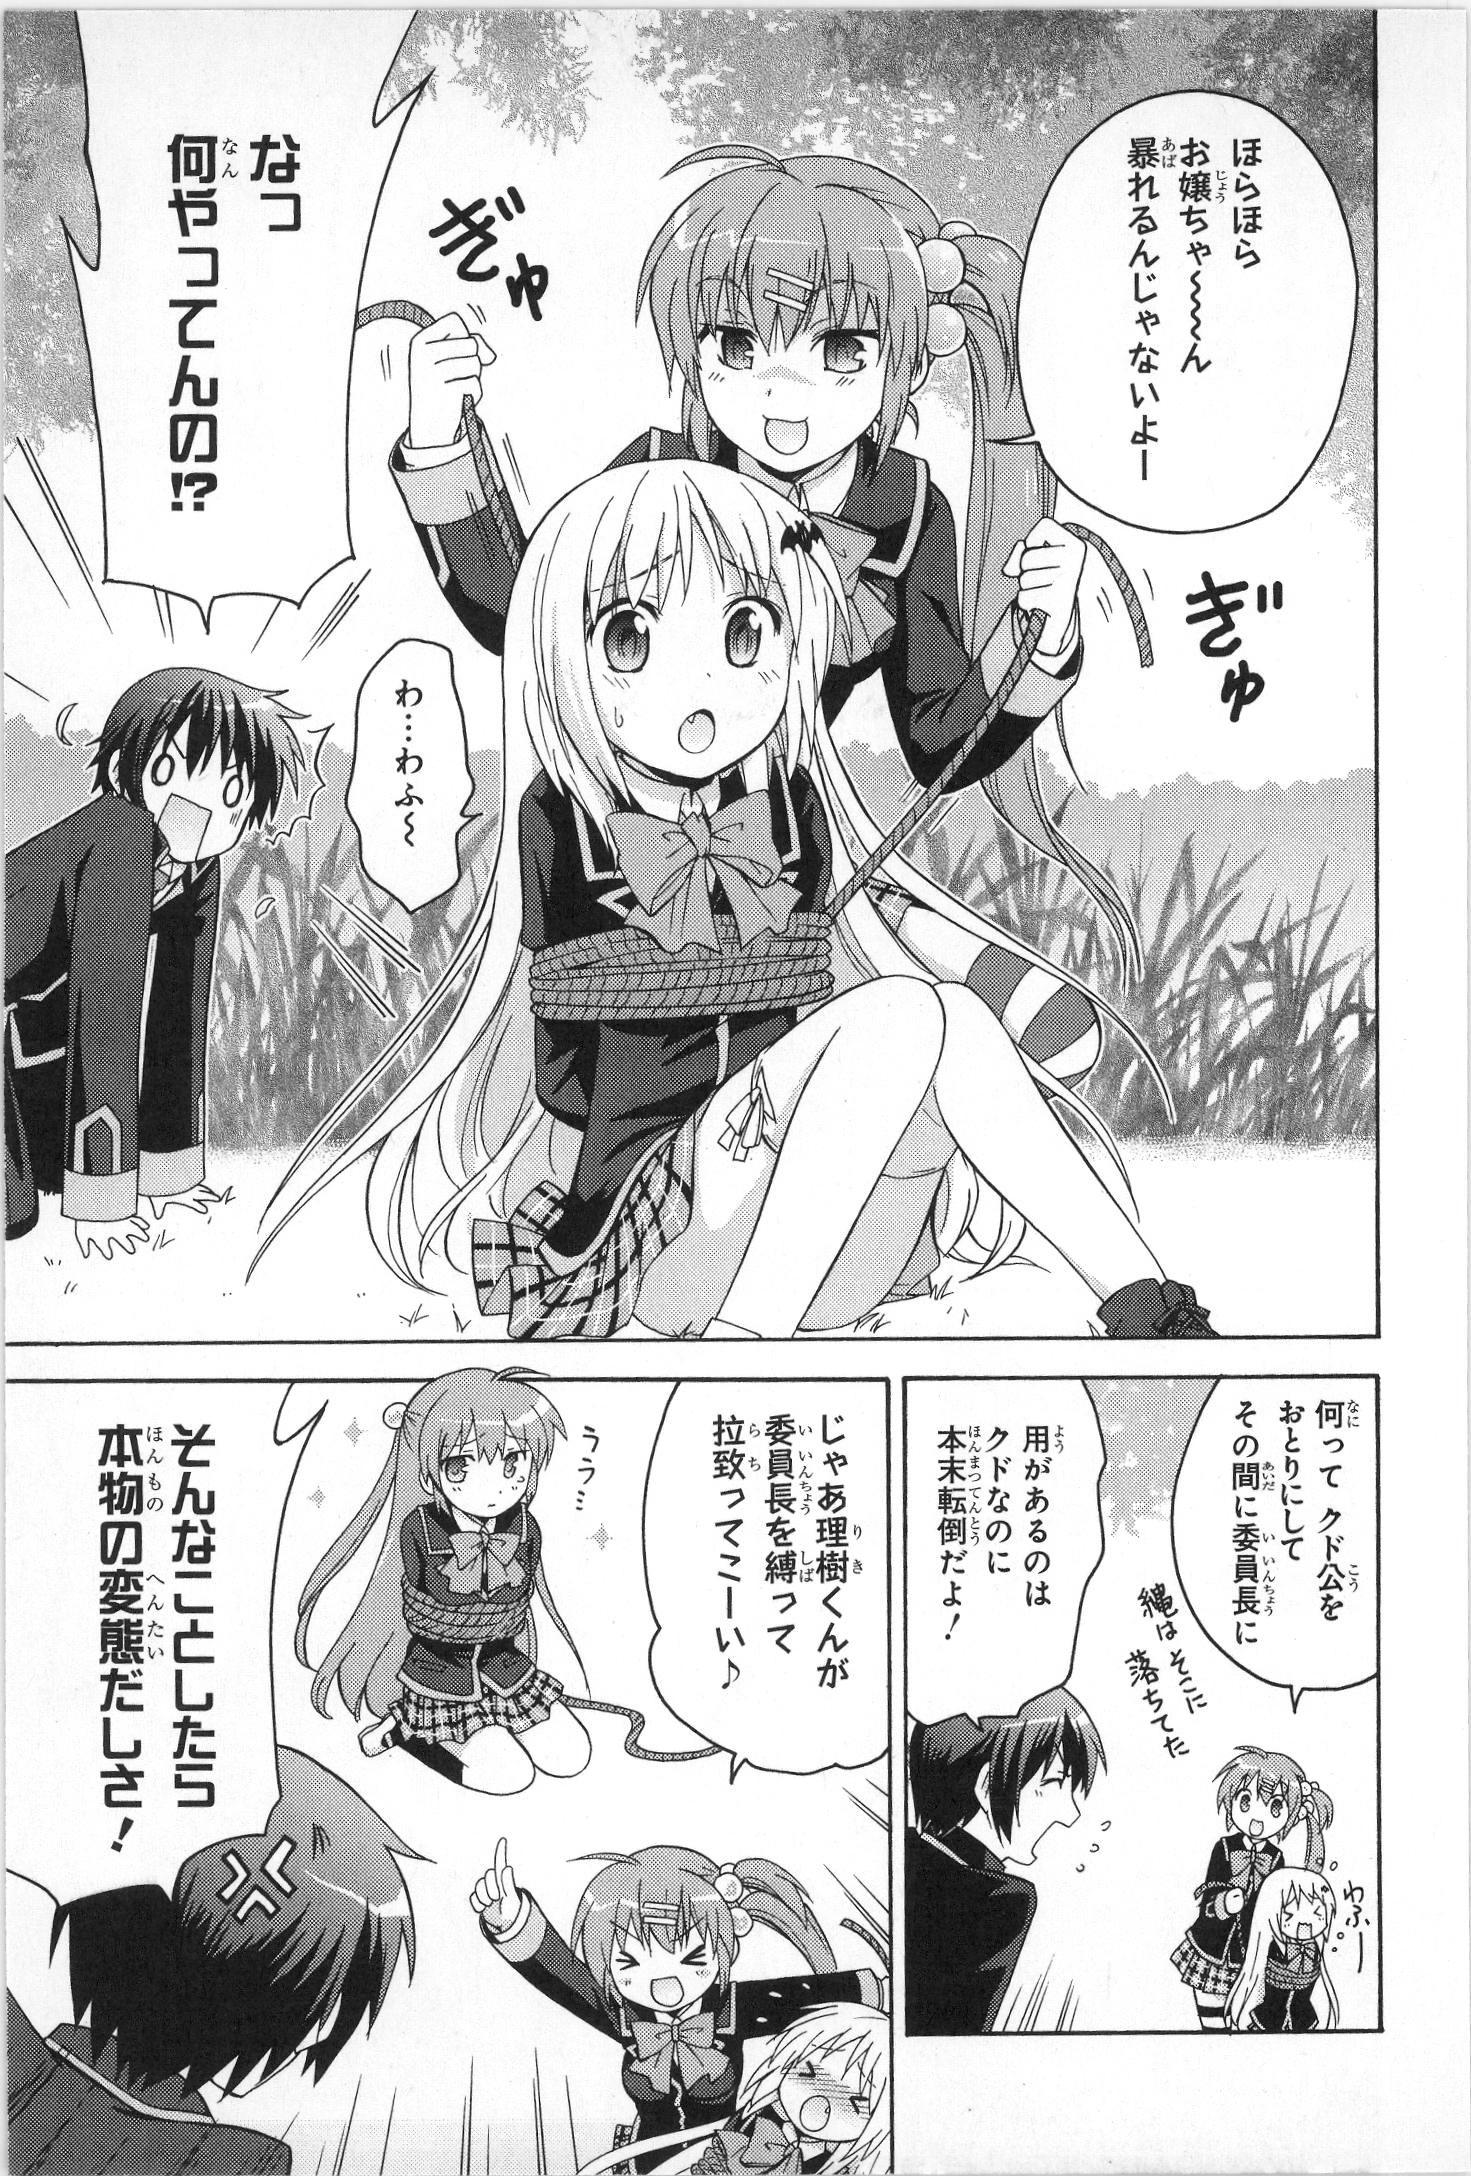 ほらほら
お嬢ちゃ〜〜〜ん
暴れるんじゃないよー
ぎゅ
ぎゅ
なっ
何やってんの!?
わ…わふ〜
何って クド公を
おとりにして
その間に委員長に
縄は そこに
落ちてた
わふーー
用があるのは
クドなのに
本末転倒だよ!
じゃあ理樹くんが
委員長を縛って
拉致ってこーい♪
うう…
そんなことしたら
本物の変態だしさ!